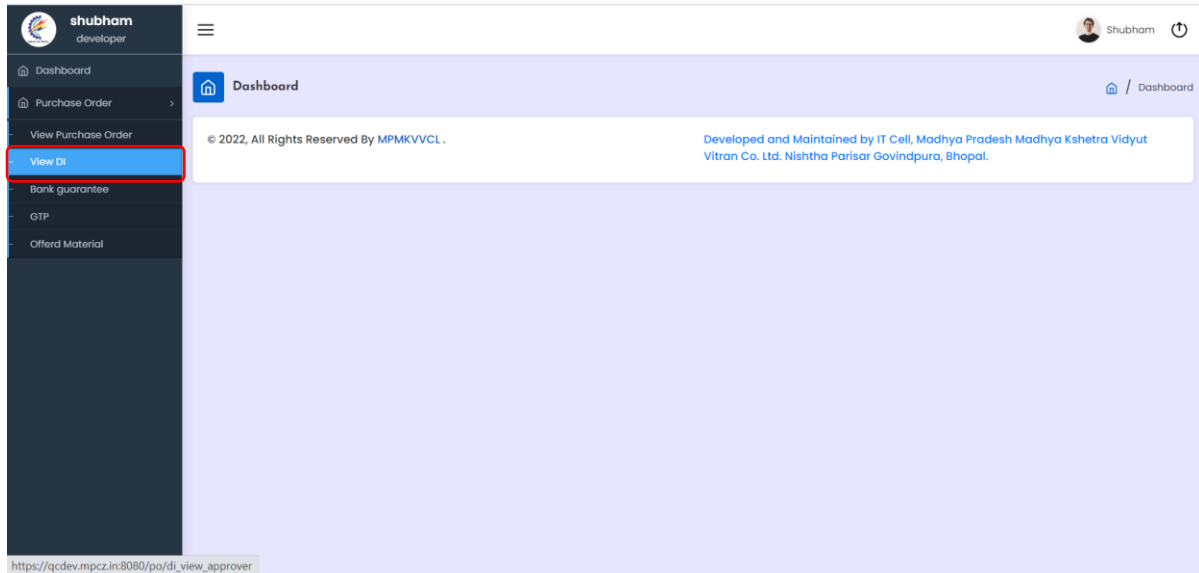 shubham
developer
Shubham
Dashboard
Purchase Order
View Purchase Order
View DI
Bank guarantee
GTP
Offerd Material
Dashboard
/ Dashboard
© 2022, All Rights Reserved By MPMKVVCL .
Developed and Maintained by IT Cell, Madhya Pradesh Madhya Kshetra Vidyut
Vitran Co. Ltd. Nishtha Parisar Govindpura, Bhopal.
https://qcdev.mpcz.in:8080/po/di_view_approver